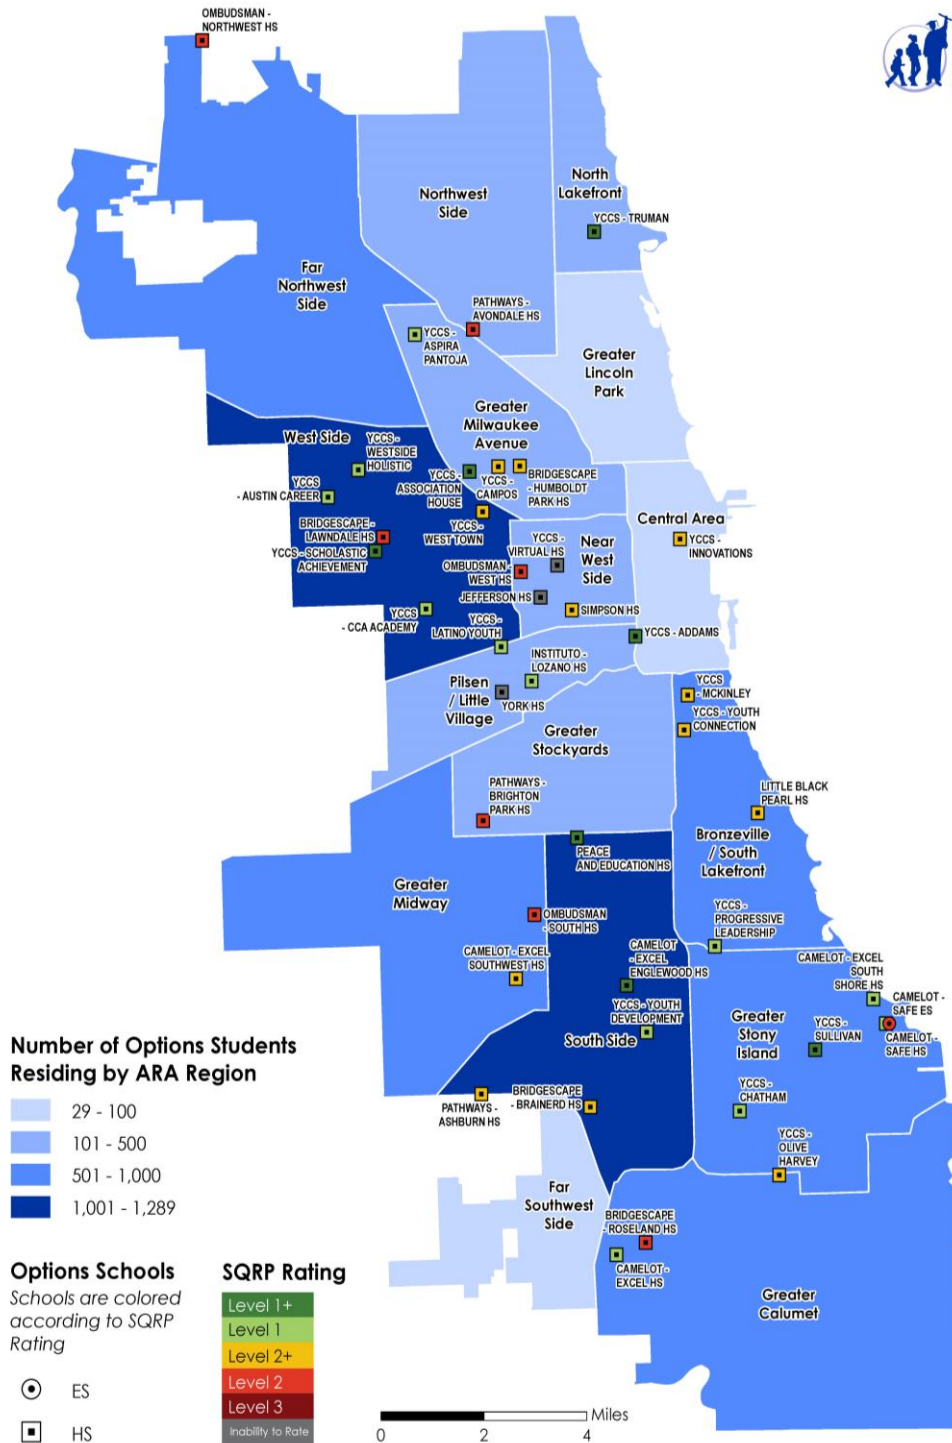 OMBUDSMAN -
NORTHWEST HS
North
Lakefront
YCCS - TRUMAN
Northwest
Side
Far
Northwest
Side
PATHWAYS -
AVONDALE HS
YCCS -
ASPIRA
PANTOJA
Greater
Lincoln
Park
Greater
Milwaukee
Avenue
West Side
YCCS -
WESTSIDE
HOLISTIC
YCCS
- AUSTIN CAREER
YCCS -
ASSOCIATION
HOUSE
YCCS -
CAMPOS
BRIDGESCAPE
- HUMBOLDT
PARK HS
BRIDGESCAPE -
LAWNDALE HS
YCCS - SCHOLASTIC
ACHIEVEMENT
YCCS -
WEST TOWN
YCCS -
VIRTUAL HS
Near
West
Side
Central Area
YCCS -
INNOVATIONS
OMBUDSMAN -
WEST HS
JEFFERSON HS
SIMPSON HS
YCCS
- CCA ACADEMY
YCCS -
LATINO YOUTH
YCCS - ADDAMS
INSTITUTO -
LOZANO HS
Pilsen
/ Little
Village
YORK HS
YCCS
- MCKINLEY
YCCS - YOUTH
CONNECTION
Greater
Stockyards
PATHWAYS -
BRIGHTON
PARK HS
LITTLE BLACK
PEARL HS
Bronzeville
/ South
Lakefront
PEACE
AND EDUCATION HS
Greater
Midway
OMBUDSMAN
- SOUTH HS
YCCS -
PROGRESSIVE
LEADERSHIP
CAMELOT - EXCEL
SOUTHWEST HS
CAMELOT
- EXCEL
ENGLEWOOD HS
CAMELOT - EXCEL
SOUTH
SHORE HS
CAMELOT -
SAFE ES
CAMELOT -
SAFE HS
YCCS - YOUTH
DEVELOPMENT
South Side
Greater
Stony
Island
YCCS -
SULLIVAN
YCCS -
CHATHAM
PATHWAYS -
ASHBURN HS
BRIDGESCAPE
- BRAINERD HS
YCCS -
OLIVE
HARVEY
Far
Southwest
Side
BRIDGESCAPE
- ROSELAND HS
CAMELOT
- EXCEL HS
Greater
Calumet
Number of Options Students
Residing by ARA Region
29 - 100
101 - 500
501 - 1,000
1,001 - 1,289
Options Schools
Schools are colored
according to SQRP
Rating
ES
HS
SQRP Rating
Level 1+
Level 1
Level 2+
Level 2
Level 3
Inability to Rate
Miles
0 2 4